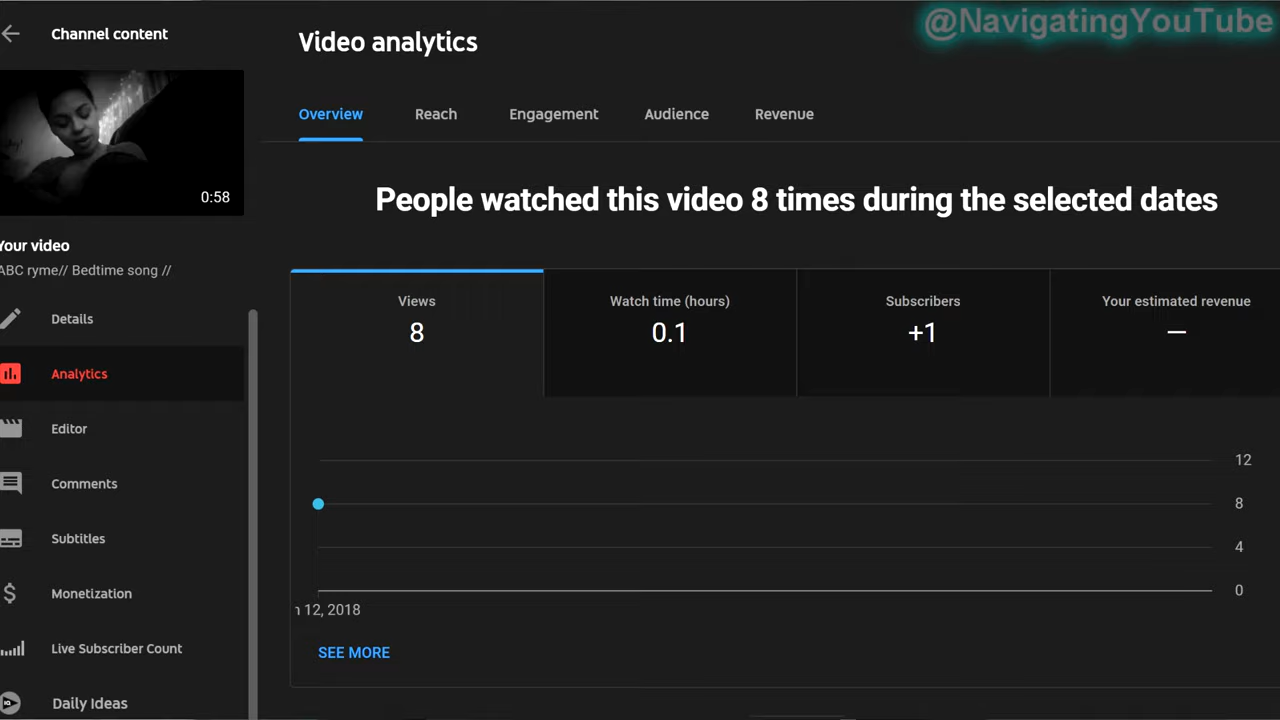 @NavigatingYouTube
Channel content
Video analytics
Overview Reach Engagement Audience Revenue
0:58
People watched this video 8 times during the selected dates
Your video
ABC ryme// Bedtime song //
Views Watch time (hours) Subscribers Your estimated revenue
8 0.1 +1 —
Details
Analytics
Editor
Comments
Subtitles
Monetization
Live Subscriber Count
Daily Ideas
12
8
4
0
12, 2018
SEE MORE